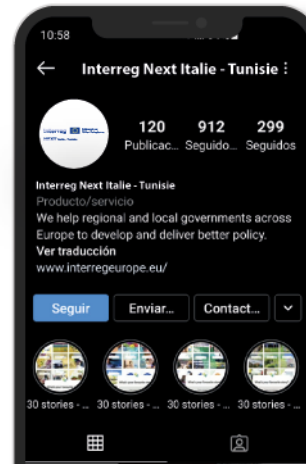 10:58
Interreg Next Italie - Tunisie
Interreg
120 912 299
Publicac... Seguido... Seguidos
Interreg Next Italie - Tunisie
Producto/servicio
We help regional and local governments across
Europe to develop and deliver better policy.
Ver traducción
www.interregeurope.eu/
Seguir Enviar... Contact...
30 stories - ... 30 stories - ... 30 stories - ... 30 stories - ...